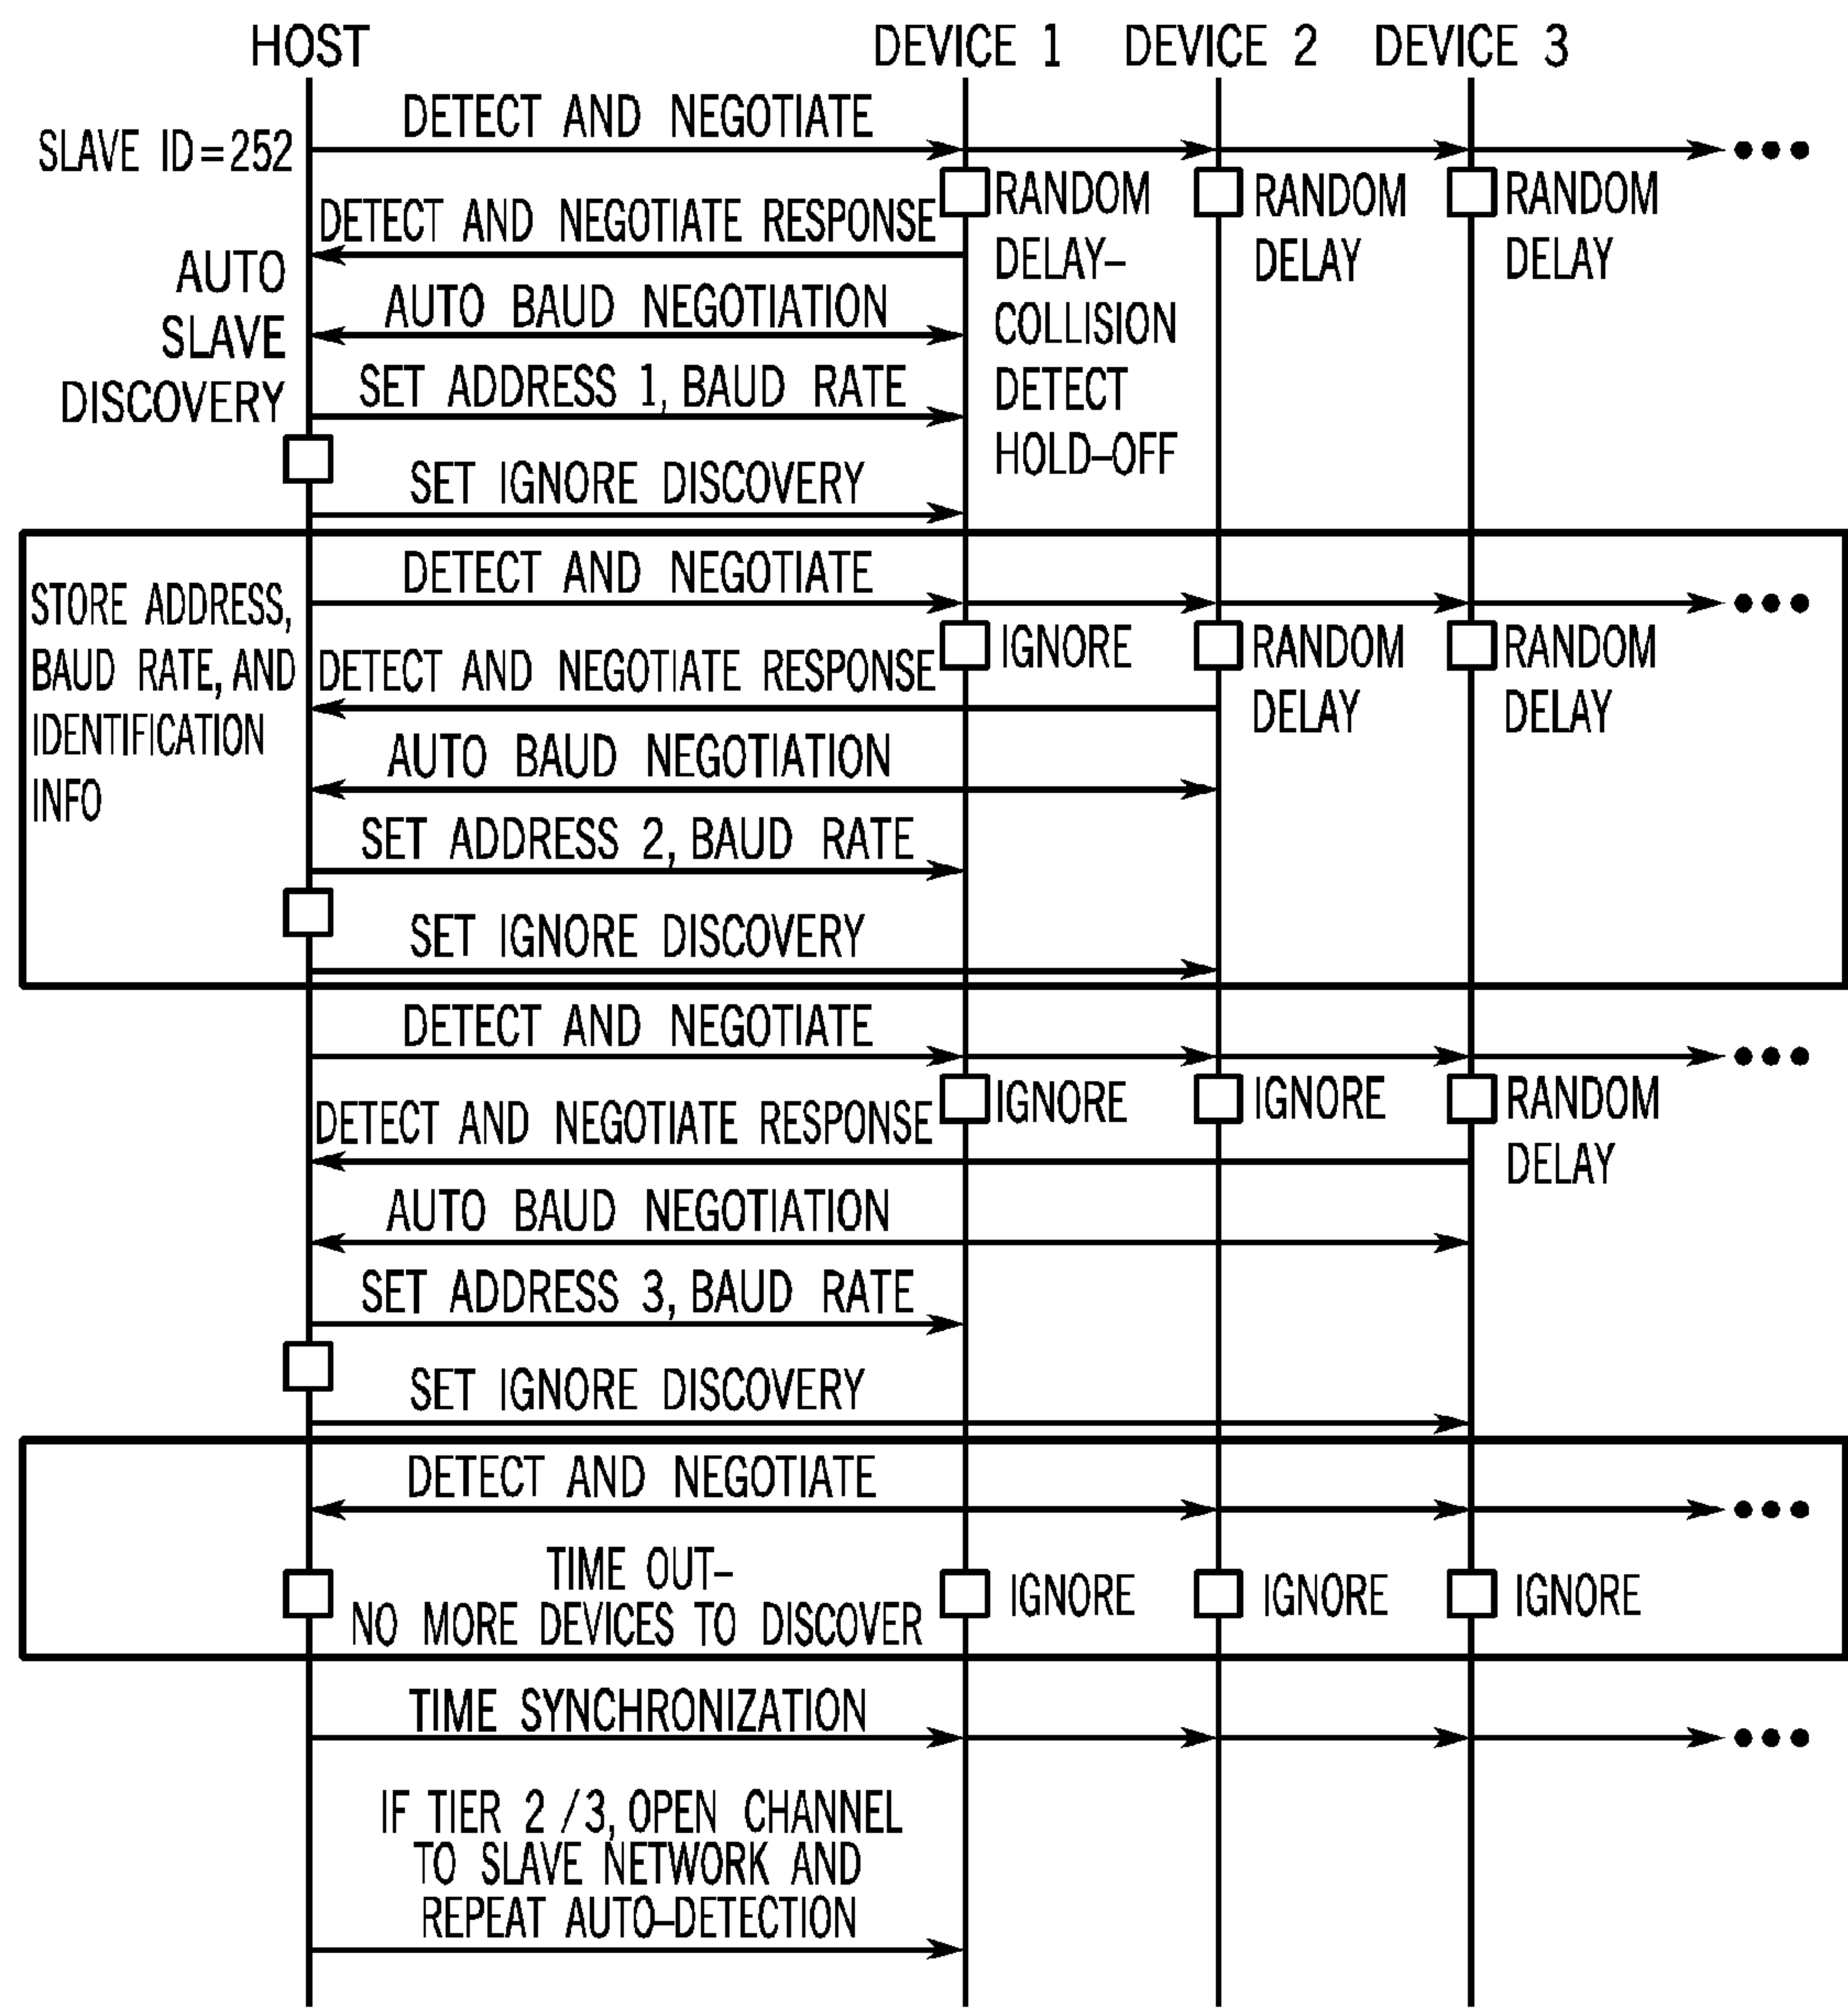 HOST
DEVICE 1
DEVICE 2
DEVICE 3
DETECT AND NEGOTIATE
SLAVE ID=252
RANDOM
DELAY-
COLLISION
DETECT
HOLD-OFF
RANDOM
DELAY
RANDOM
DELAY
DETECT AND NEGOTIATE RESPONSE
AUTO
SLAVE
DISCOVERY
AUTO BAUD NEGOTIATION
SET ADDRESS 1, BAUD RATE
SET IGNORE DISCOVERY
DETECT AND NEGOTIATE
STORE ADDRESS,
BAUD RATE, AND
IDENTIFICATION
INFO
IGNORE
RANDOM
DELAY
RANDOM
DELAY
DETECT AND NEGOTIATE RESPONSE
AUTO BAUD NEGOTIATION
SET ADDRESS 2, BAUD RATE
SET IGNORE DISCOVERY
DETECT AND NEGOTIATE
IGNORE
IGNORE
RANDOM
DELAY
DETECT AND NEGOTIATE RESPONSE
AUTO BAUD NEGOTIATION
SET ADDRESS 3, BAUD RATE
SET IGNORE DISCOVERY
DETECT AND NEGOTIATE
TIME OUT-
NO MORE DEVICES TO DISCOVER
IGNORE
IGNORE
IGNORE
TIME SYNCHRONIZATION
IF TIER 2 /3, OPEN CHANNEL
TO SLAVE NETWORK AND
REPEAT AUTO-DETECTION